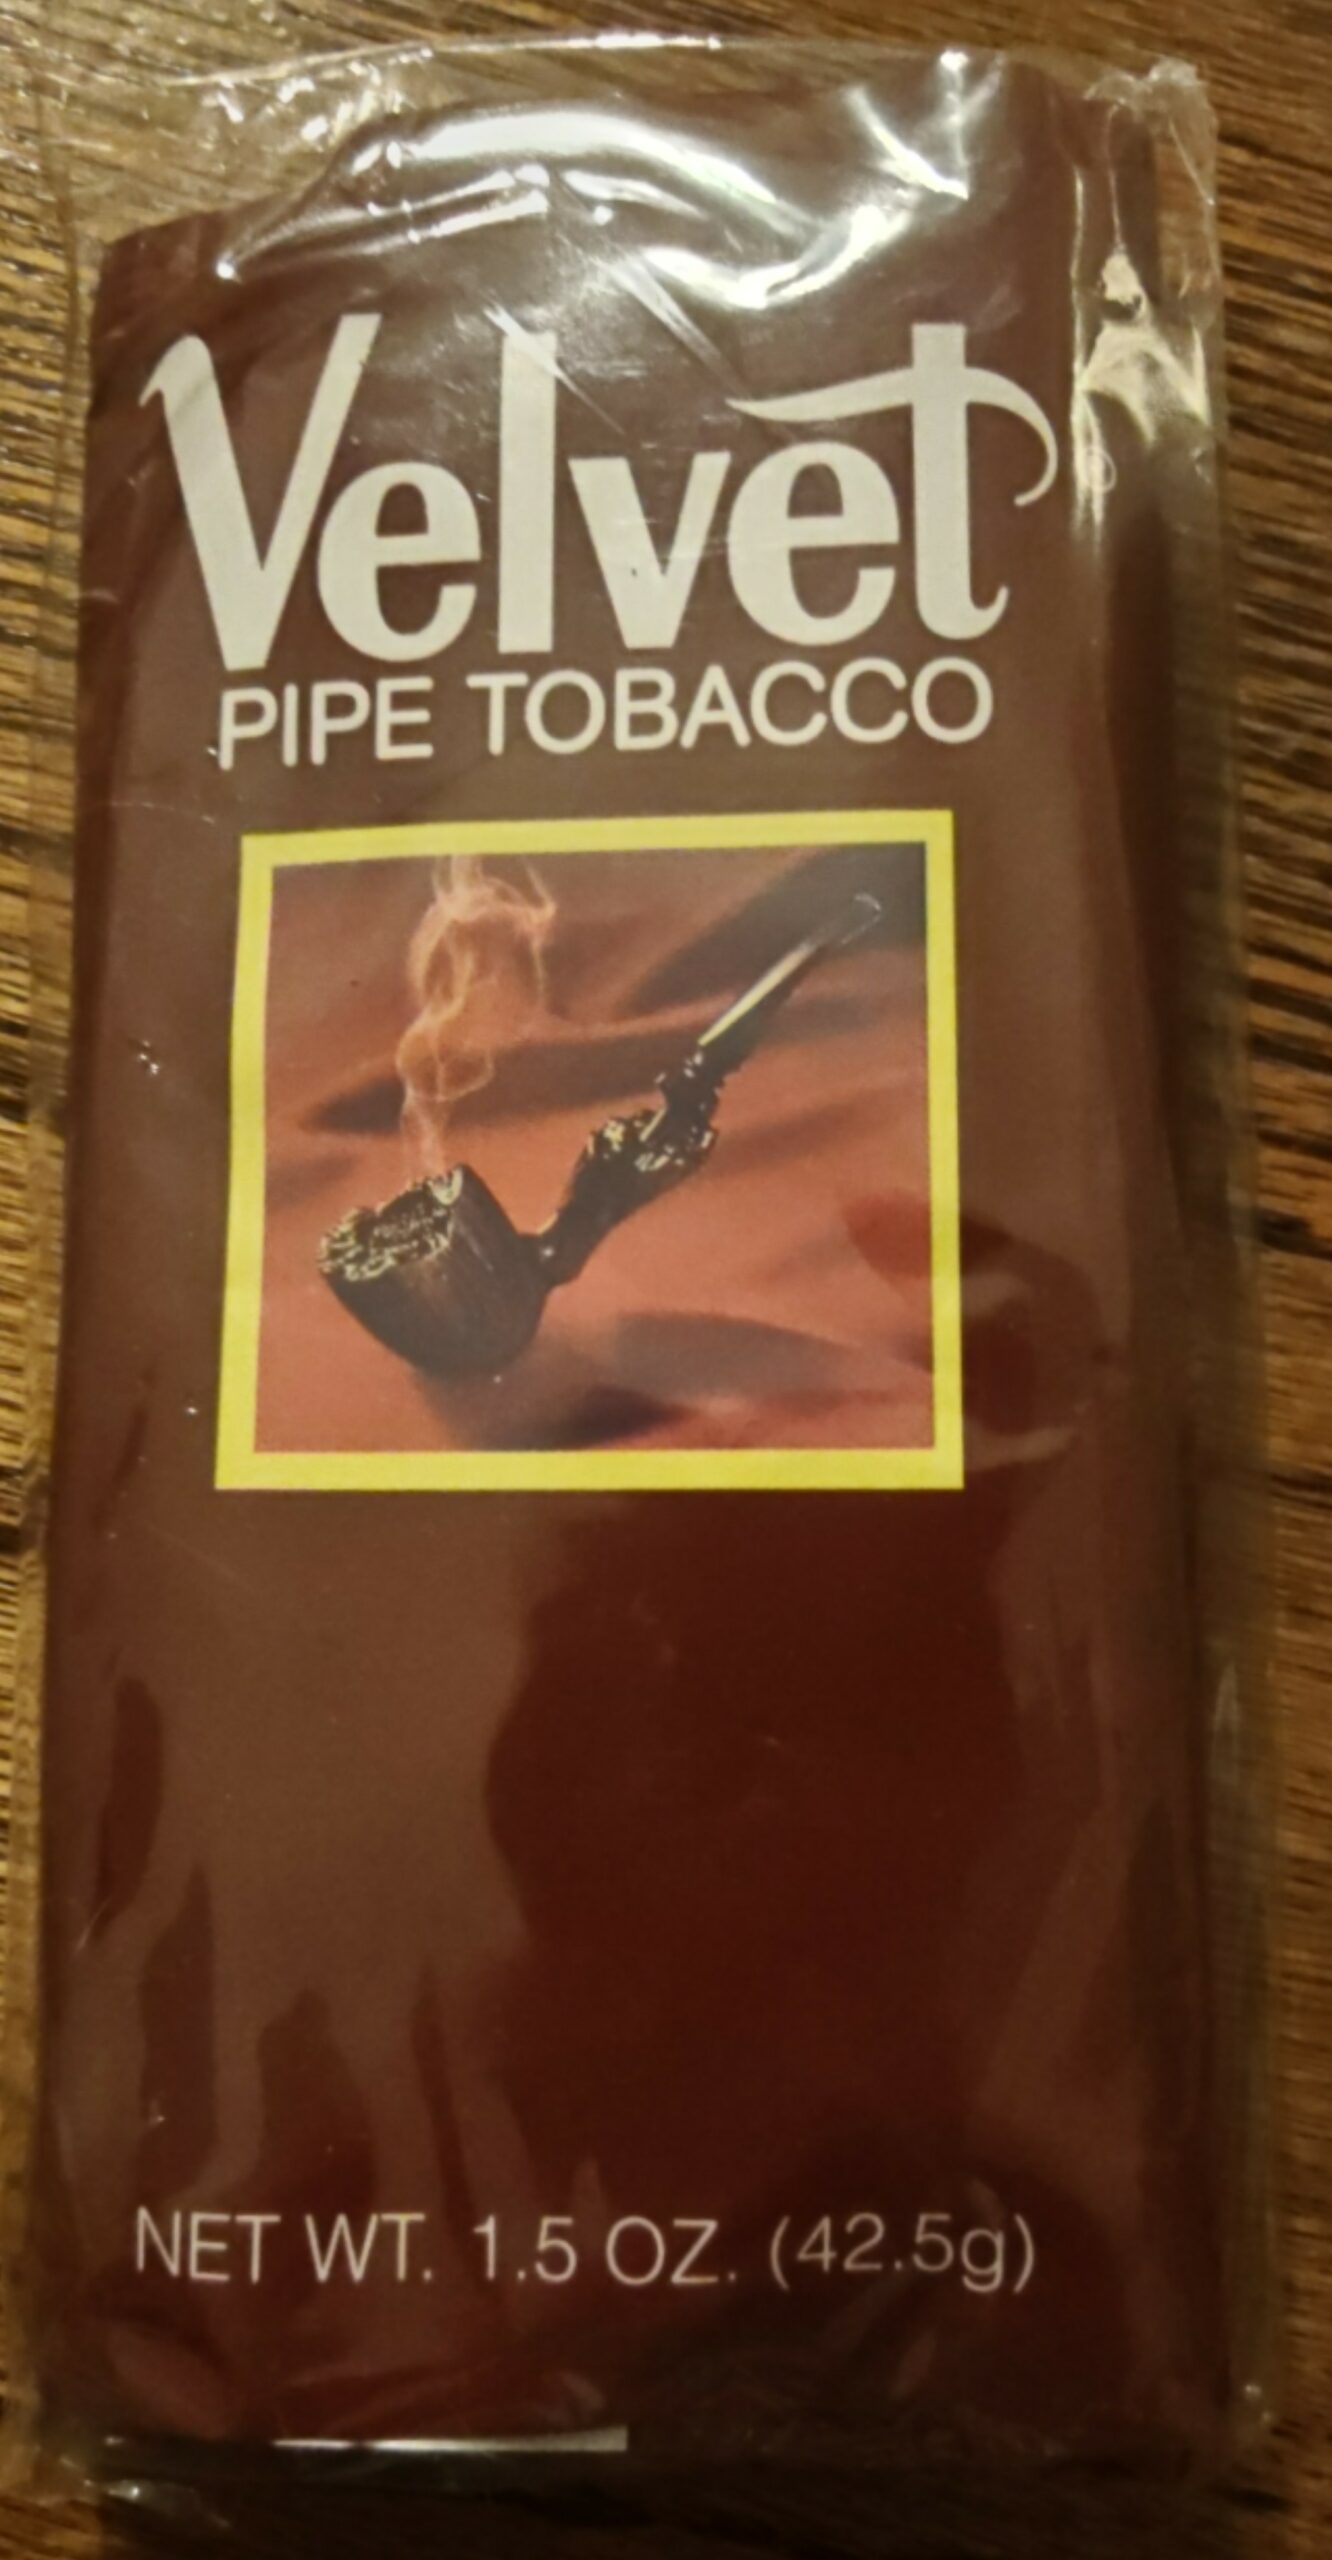 Velvet
PIPE TOBACCO
NET WT. 1.5 OZ. (42.5g)